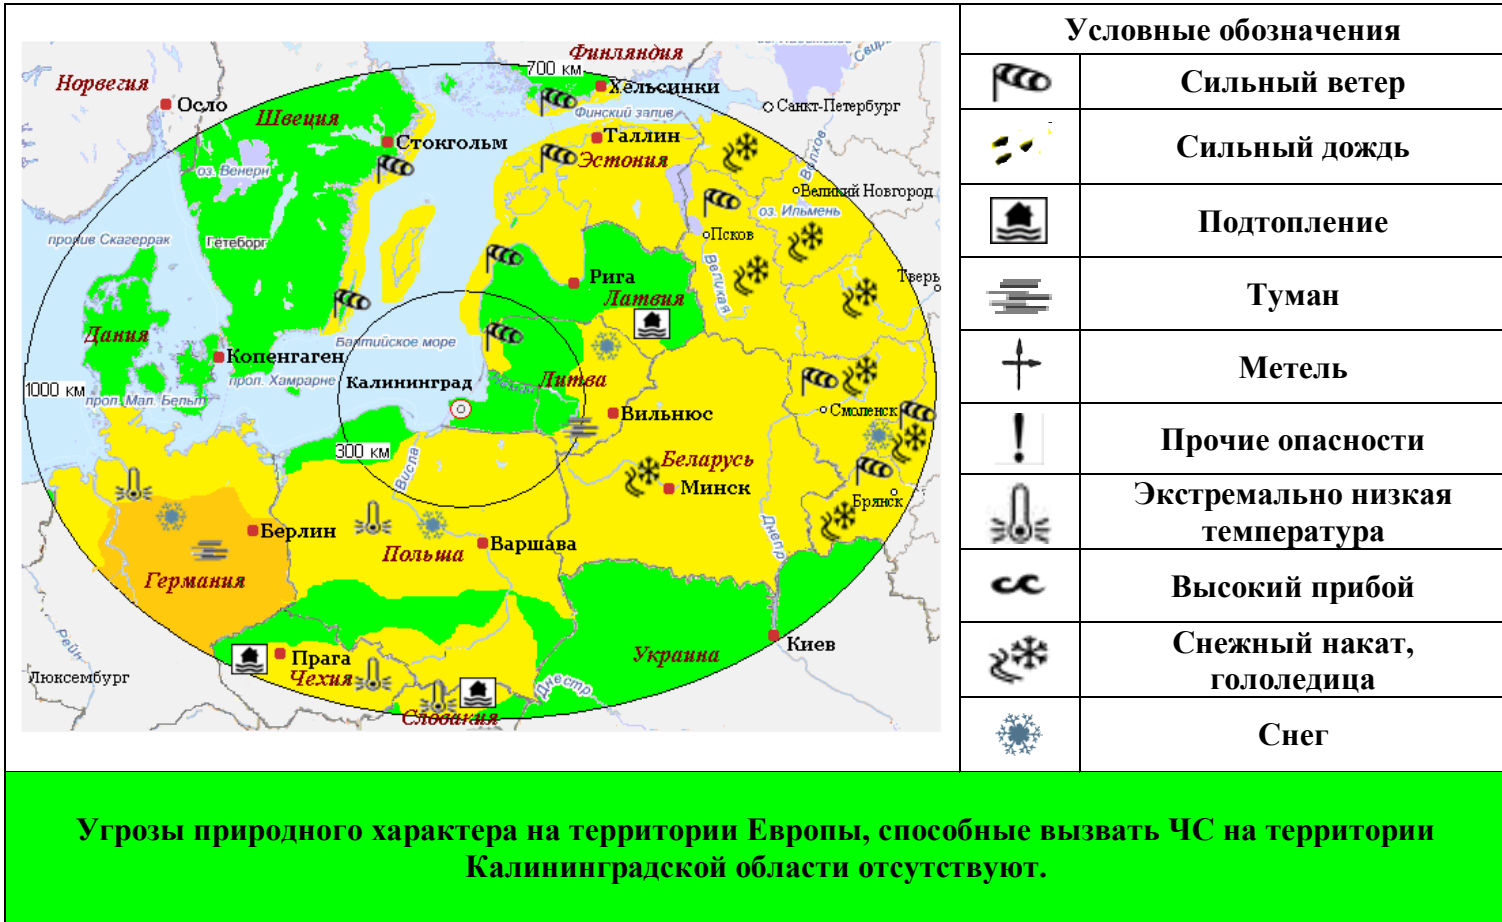 Условные обозначения
Сильный ветер
Сильный дождь
Подтопление
Туман
Метель
Прочие опасности
Экстремально низкая
температура
Высокий прибой
Снежный накат,
гололедица
Снег
Финляндия
700 км
Норвегия
Хельсинки
Осло
Санкт-Петербург
Швеция
Финский залив
Волхов
Стокгольм
Таллин
Эстония
оз. Венерн
Великий Новгород
оз. Ильмень
Псков
пролив Скагеррак
Гётеборг
Великая
Рига
Тверь
Латвия
Дания
Балтийское море
Копенгаген
1000 км
прол. Хамрарне
Калининград
Литва
прол. Мал. Бельт
Вильнюс
Смоленск
300 км
Висла
Беларусь
Минск
Брянск
Днепр
Берлин
Варшава
Польша
Германия
Рейн
Прага
Украина
Киев
Чехия
Люксембург
Днестр
Словакия
Угрозы природного характера на территории Европы, способные вызвать ЧС на территории
Калининградской области отсутствуют.